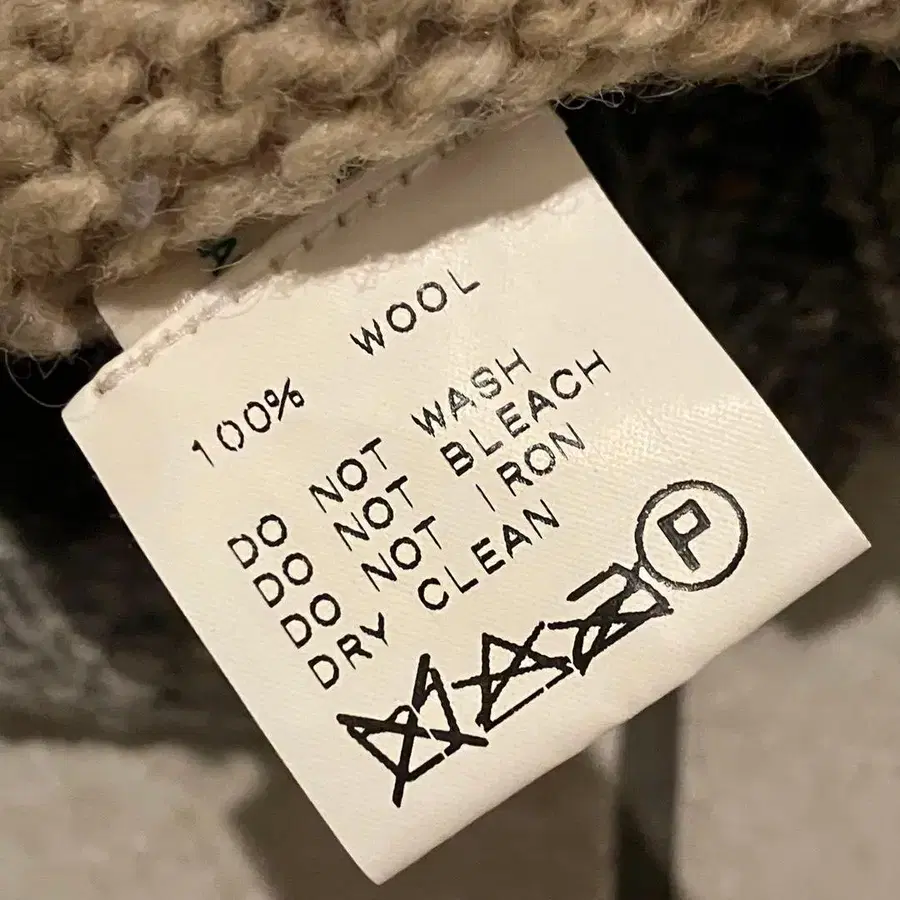 100% WOOL
DO NOT WASH
DO NOT BLEACH
DO NOT IRON
DRY CLEAN
P